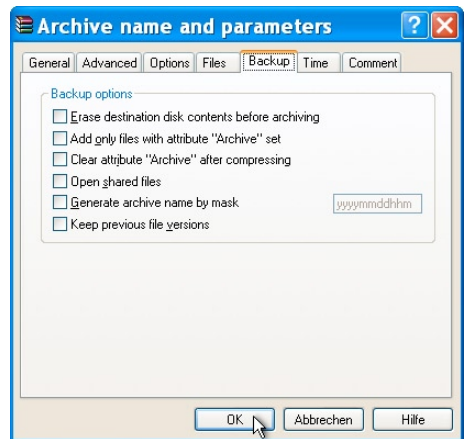 Archive name and parameters
General Advanced Options Files Backup Time Comment
Backup options
Erase destination disk contents before archiving
Add only files with attribute "Archive" set
Clear attribute "Archive" after compressing
Open shared files
Generate archive name by mask yyyymmddhhm
Keep previous file versions
OK Abbrechen Hilfe